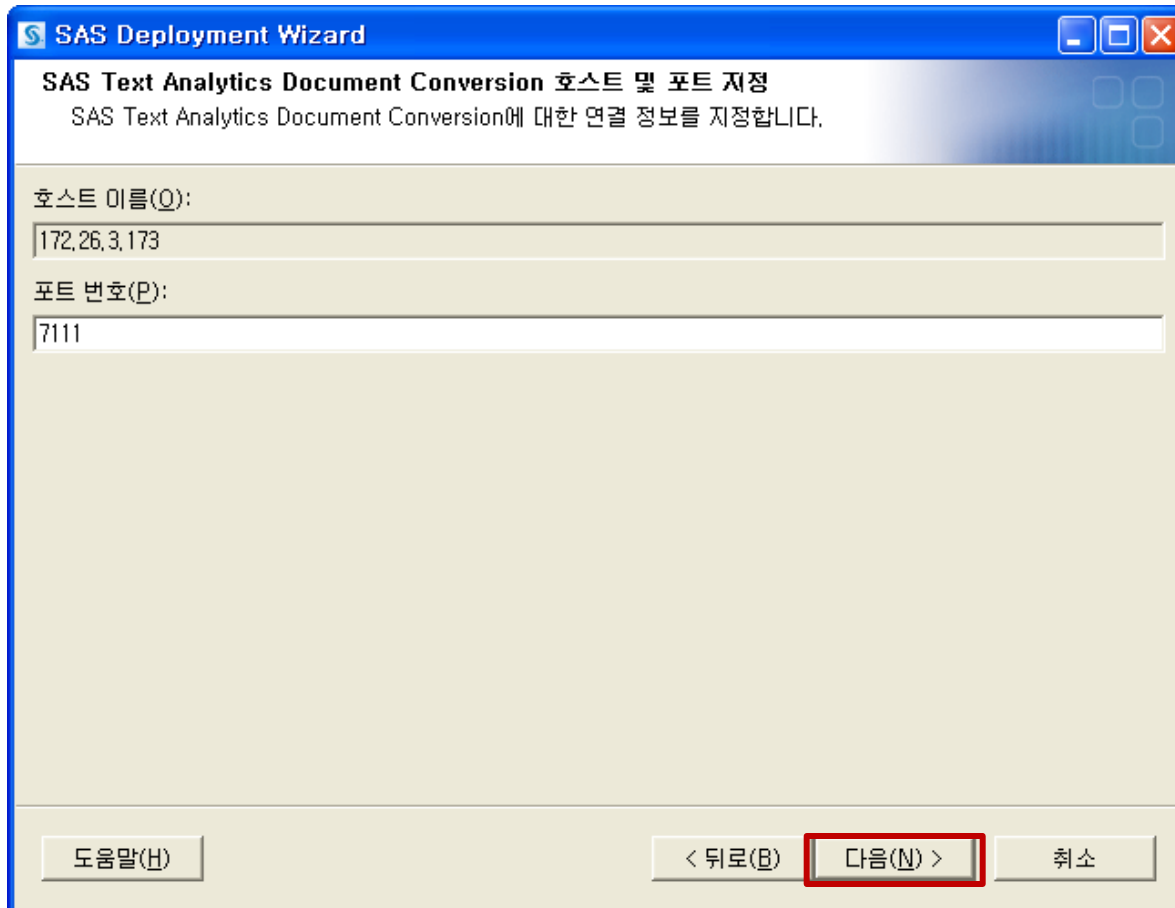 SAS Deployment Wizard
SAS Text Analytics Document Conversion 호스트 및 포트 지정
SAS Text Analytics Document Conversion에 대한 연결 정보를 지정합니다.
호스트 이름(O):
172.26.3.173
포트 번호(P):
7111
도움말(H) < 뒤로(B) 다음(N) > 취소